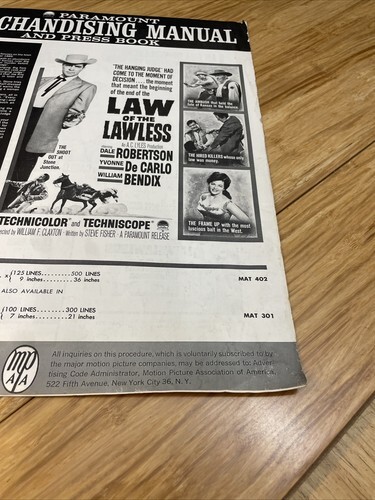 PARAMOUNT
CHANDISING MANUAL
AND PRESS BOOK
"THE HANGING JUDGE" HAD
COME TO THE MOMENT OF
DECISION.... the moment
that meant the beginning
of the end of the
LAW
OF THE
LAWLESS
THE
SHOOT
OUT at
Stone
Junction.
starring
An A.C. LYLES Production
DALE ROBERTSON
YVONNE De CARLO
WILLIAM BENDIX
THE AMBUSH that held the
fate of Kansas in the balance.
THE HIRED KILLERS whose only
law was money.
THE FRAME UP with the most
luscious bait in the West.
TECHNICOLOR® and TECHNISCOPE®
ected by WILLIAM F. CLAXTON · Written by STEVE FISHER · A PARAMOUNT RELEASE
× {125 LINES.........500 LINES
9 inches..........36 inches
MAT 402
ALSO AVAILABLE IN
{100 LINES.........300 LINES
7 inches..........21 inches
MAT 301
mp
AA
All inquiries on this procedure, which is voluntarily subscribed to by
the major motion picture companies, may be addressed to: Adver-
tising Code Administrator, Motion Picture Association of America,
522 Fifth Avenue, New York City 36, N. Y.